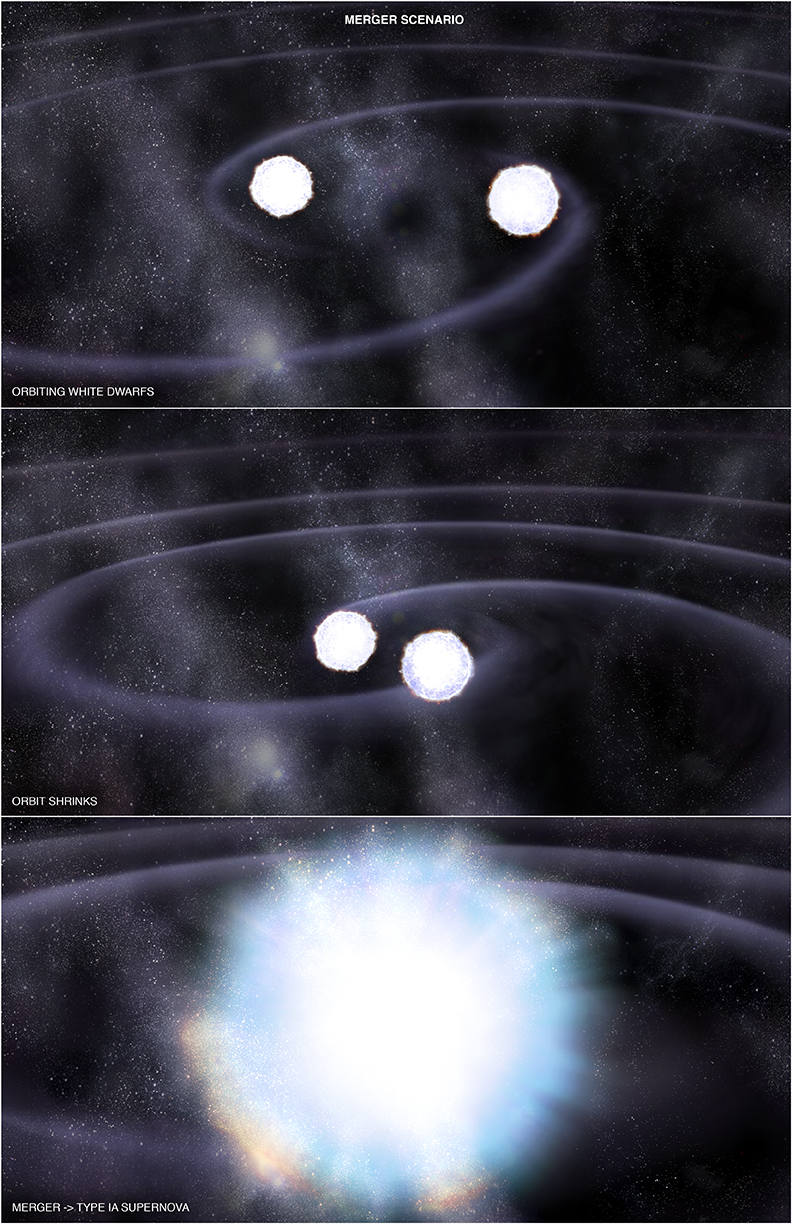 MERGER SCENARIO
ORBITING WHITE DWARFS
ORBIT SHRINKS
MERGER -> TYPE IA SUPERNOVA